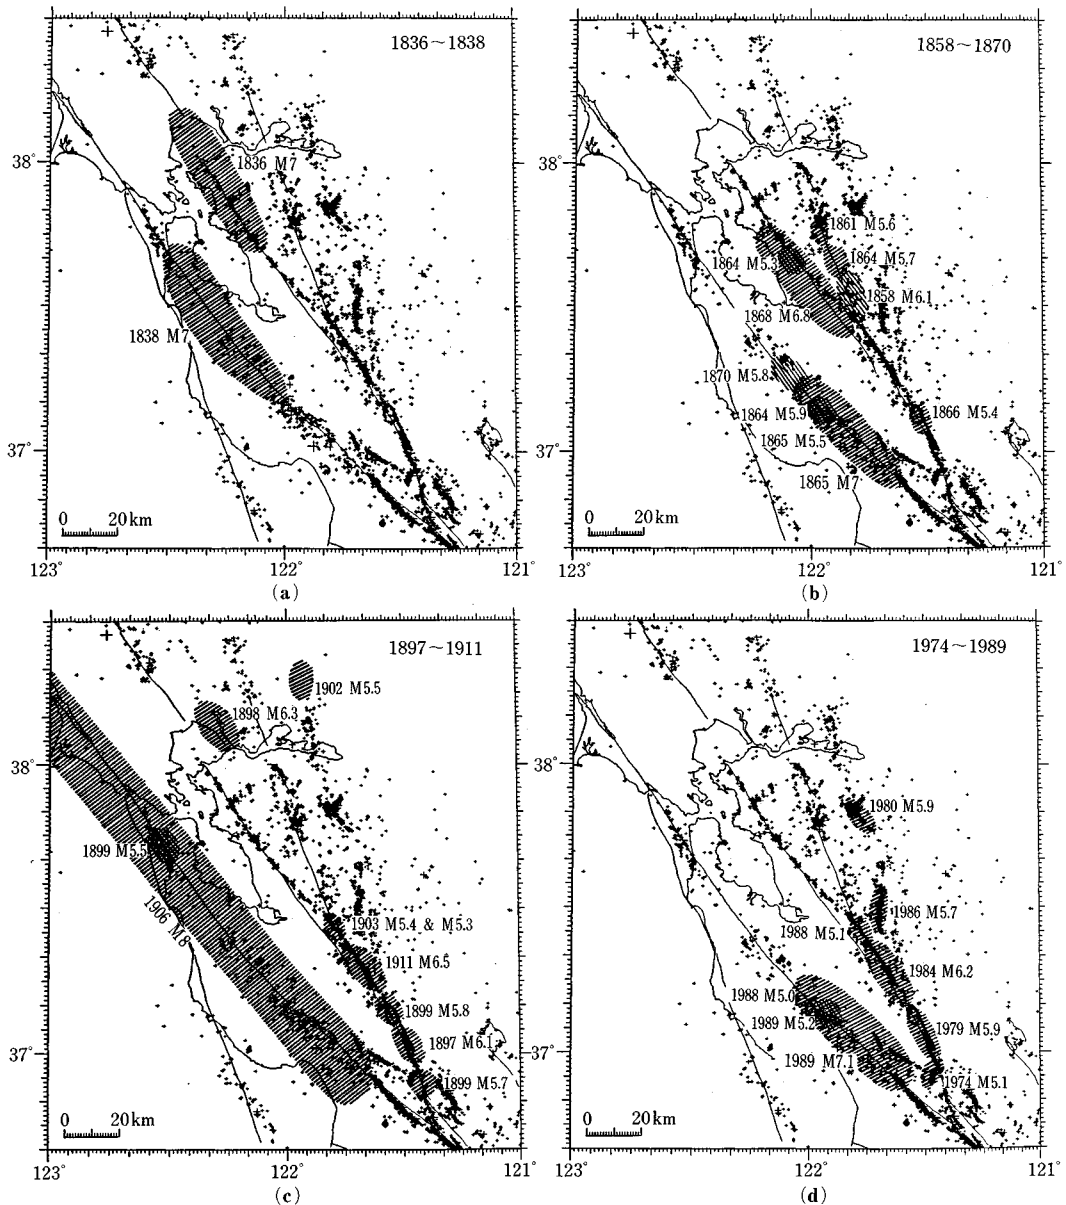 1836～1838
38°
1836 M7
1838 M7
37°
0 20km
123° 122° 121°
(a)
1858～1870
38°
1861 M5.6
1864 M5.7
1864 M5.3
1858 M6.1
1868 M6.8
1870 M5.8
1864 M5.9
1866 M5.4
1865 M5.5
37°
1865 M7
0 20km
123° 122° 121°
(b)
1897～1911
1902 M5.5
1898 M6.3
38°
1899 M5.5
1906 M8
1903 M5.4 & M5.3
1911 M6.5
1899 M5.8
1897 M6.1
37°
1899 M5.7
0 20km
123° 122° 121°
(c)
1974～1989
38°
1980 M5.9
1986 M5.7
1988 M5.1
1984 M6.2
1988 M5.0
1989 M5.2
1979 M5.9
1989 M7.1
37°
1974 M5.1
0 20km
123° 122° 121°
(d)